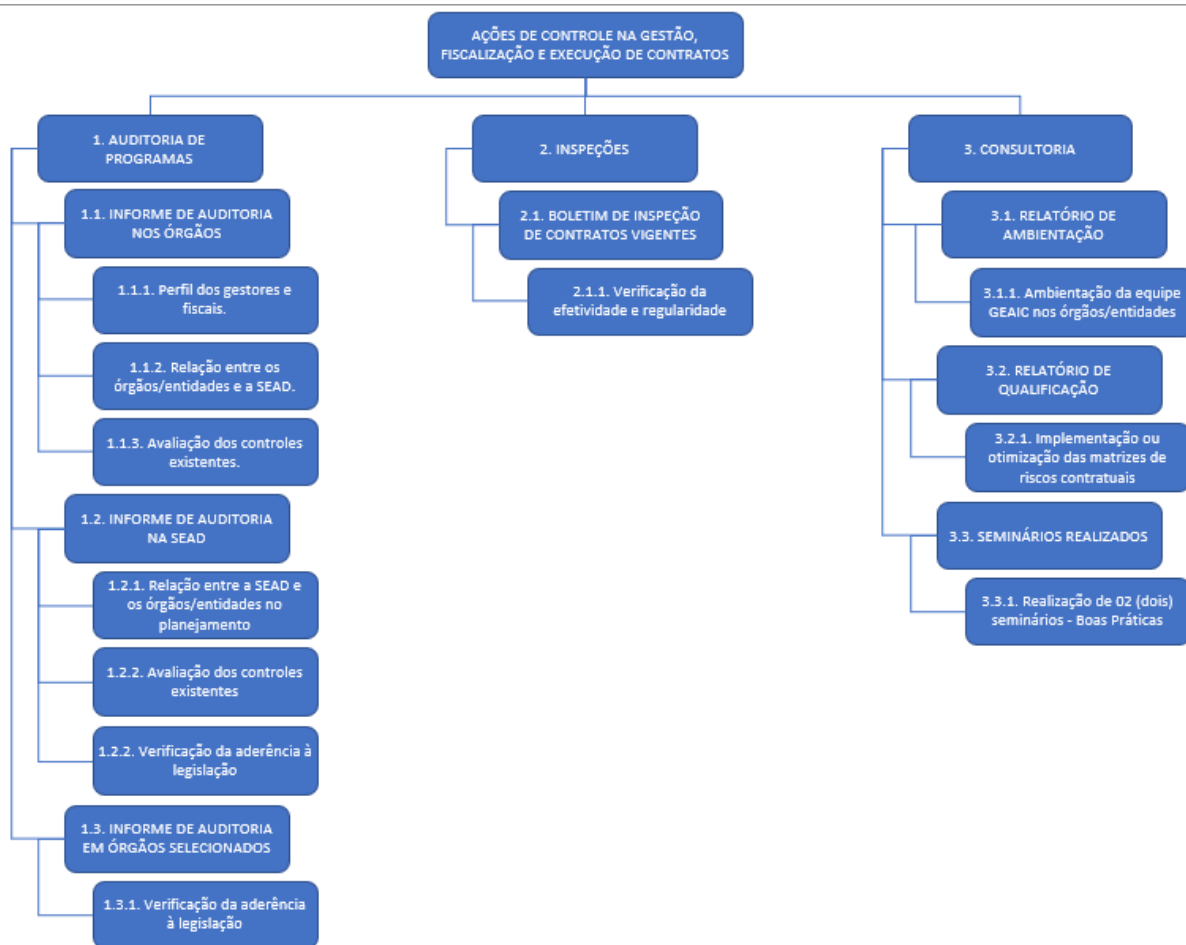 AÇÕES DE CONTROLE NA GESTÃO,
FISCALIZAÇÃO E EXECUÇÃO DE CONTRATOS
1. AUDITORIA DE
PROGRAMAS
1.1. INFORME DE AUDITORIA
NOS ÓRGÃOS
1.1.1. Perfil dos gestores e
fiscais.
1.1.2. Relação entre os
órgãos/entidades e a SEAD.
1.1.3. Avaliação dos controles
existentes.
1.2. INFORME DE AUDITORIA
NA SEAD
1.2.1. Relação entre a SEAD e
os órgãos/entidades no
planejamento
1.2.2. Avaliação dos controles
existentes
1.2.2. Verificação da aderência à
legislação
1.3. INFORME DE AUDITORIA
EM ÓRGÃOS SELECIONADOS
1.3.1. Verificação da aderência
à legislação
2. INSPEÇÕES
2.1. BOLETIM DE INSPEÇÃO
DE CONTRATOS VIGENTES
2.1.1. Verificação da
efetividade e regularidade
3. CONSULTORIA
3.1. RELATÓRIO DE
AMBIENTAÇÃO
3.1.1. Ambientação da equipe
GEAIC nos órgãos/entidades
3.2. RELATÓRIO DE
QUALIFICAÇÃO
3.2.1. Implementação ou
otimização das matrizes de
riscos contratuais
3.3. SEMINÁRIOS REALIZADOS
3.3.1. Realização de 02 (dois)
seminários - Boas Práticas